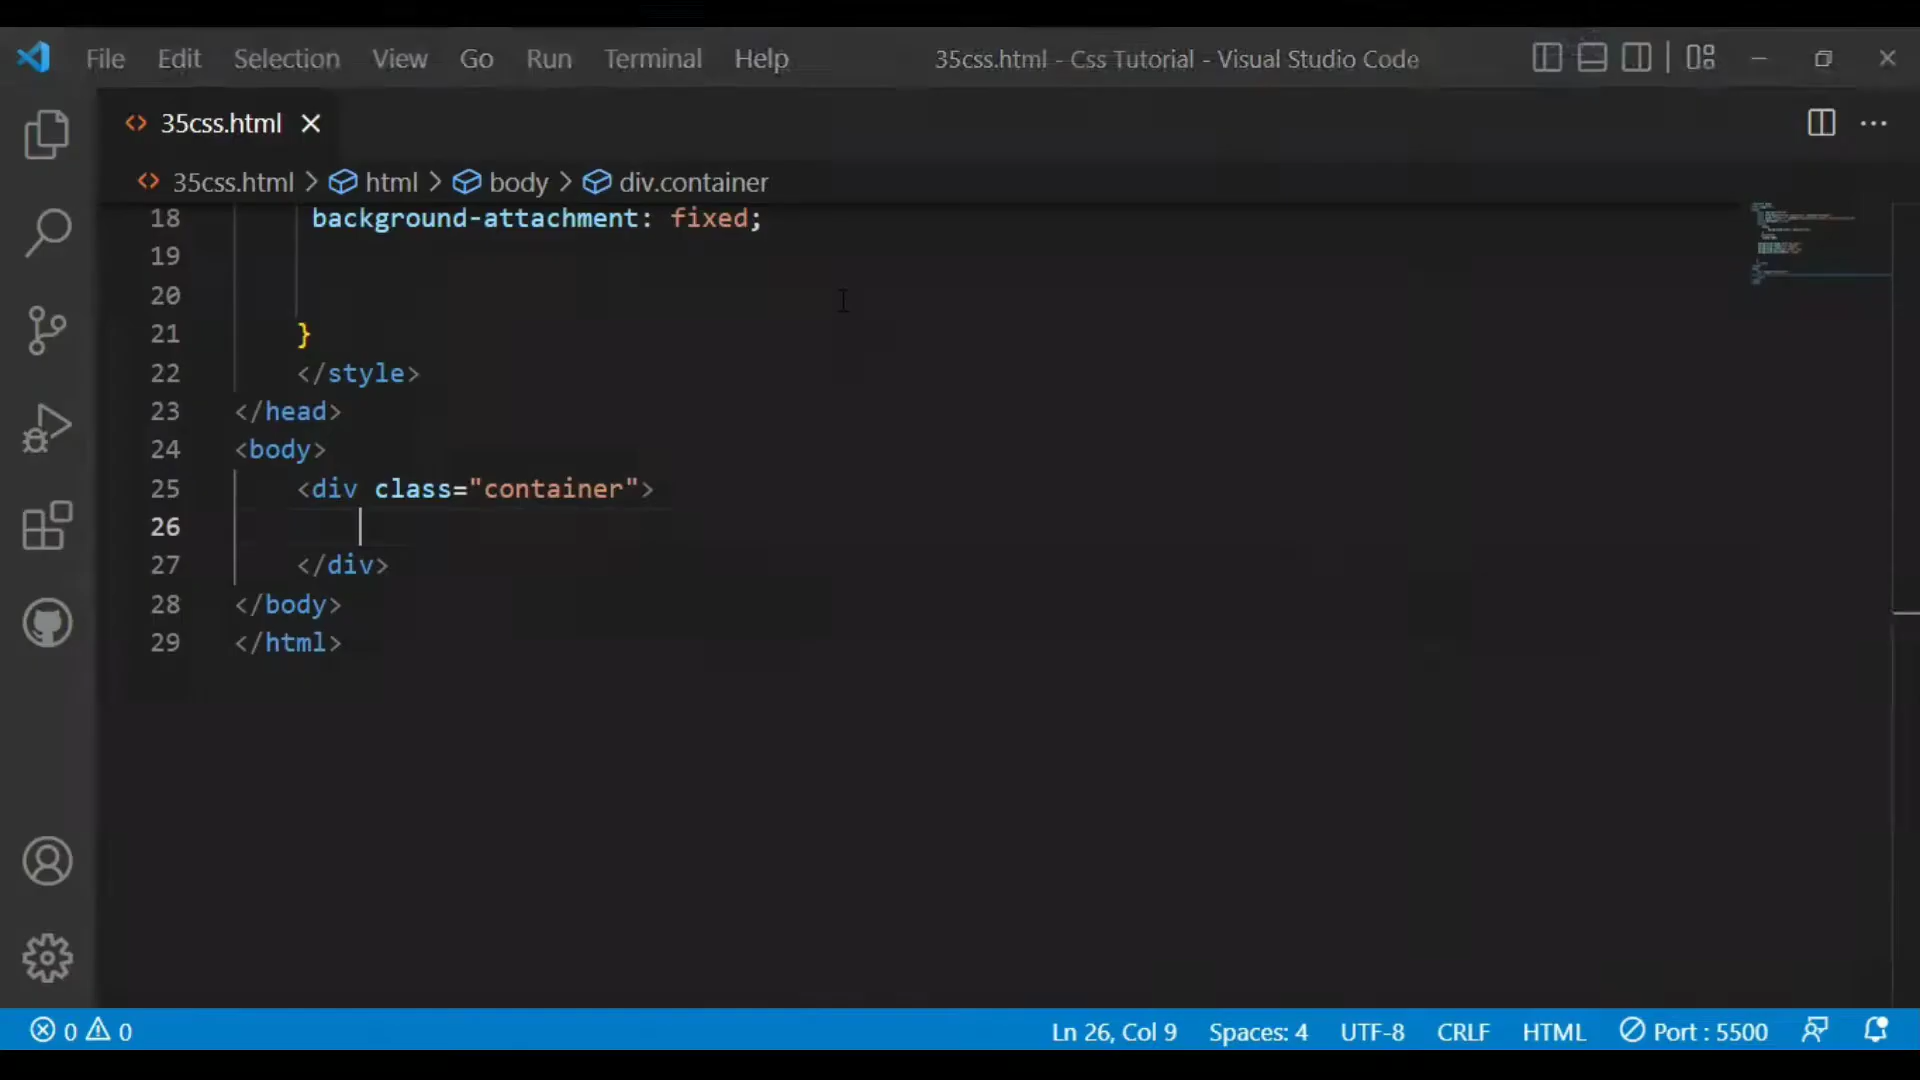 File Edit Selection View Go Run Terminal Help 35css.html - Css Tutorial - Visual Studio Code
35css.html
35css.html > html > body > div.container
18 background-attachment: fixed;
19
20
21 }
22 </style>
23 </head>
24 <body>
25 <div class="container">
26
27 </div>
28 </body>
29 </html>
0 0 Ln 26, Col 9 Spaces: 4 UTF-8 CRLF HTML Port : 5500